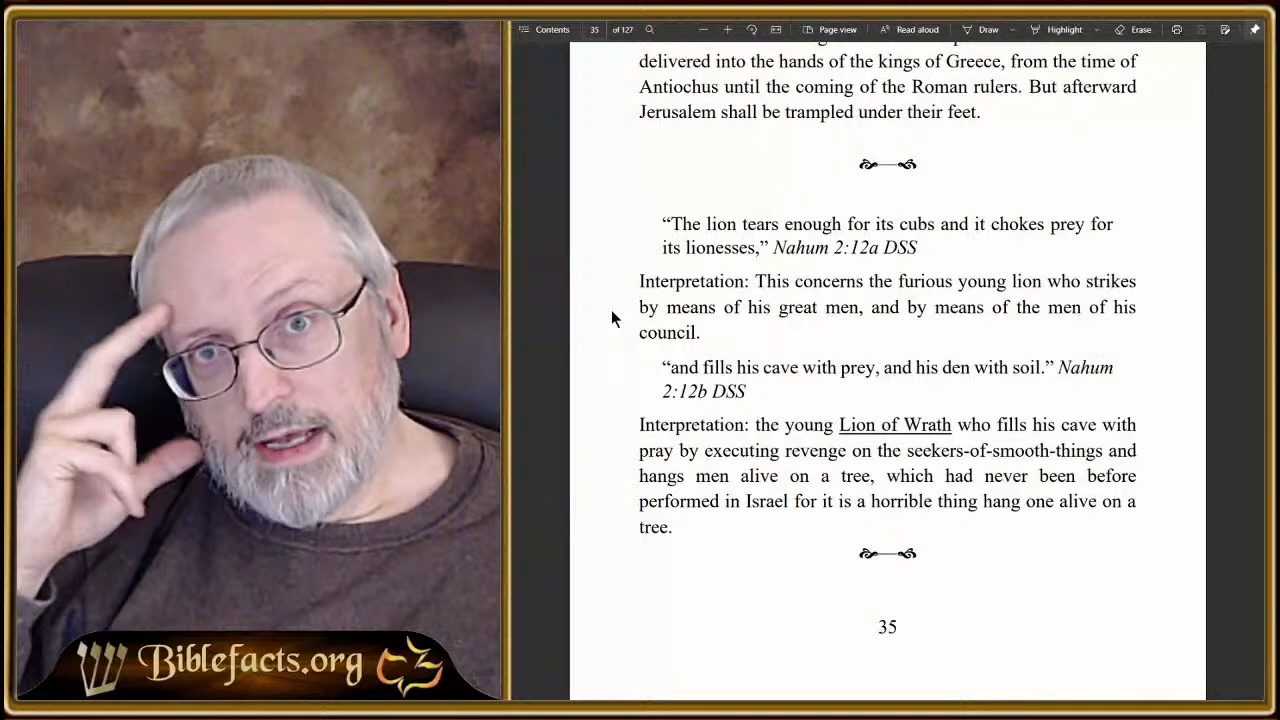 Contents 35 of 127 Page view Read aloud Draw Highlight Erase
delivered into the hands of the kings of Greece, from the time of
Antiochus until the coming of the Roman rulers. But afterward
Jerusalem shall be trampled under their feet.
“The lion tears enough for its cubs and it chokes prey for
its lionesses,” Nahum 2:12a DSS
Interpretation: This concerns the furious young lion who strikes
by means of his great men, and by means of the men of his
council.
“and fills his cave with prey, and his den with soil.” Nahum
2:12b DSS
Interpretation: the young Lion of Wrath who fills his cave with
pray by executing revenge on the seekers-of-smooth-things and
hangs men alive on a tree, which had never been before
performed in Israel for it is a horrible thing hang one alive on a
tree.
35
Biblefacts.org